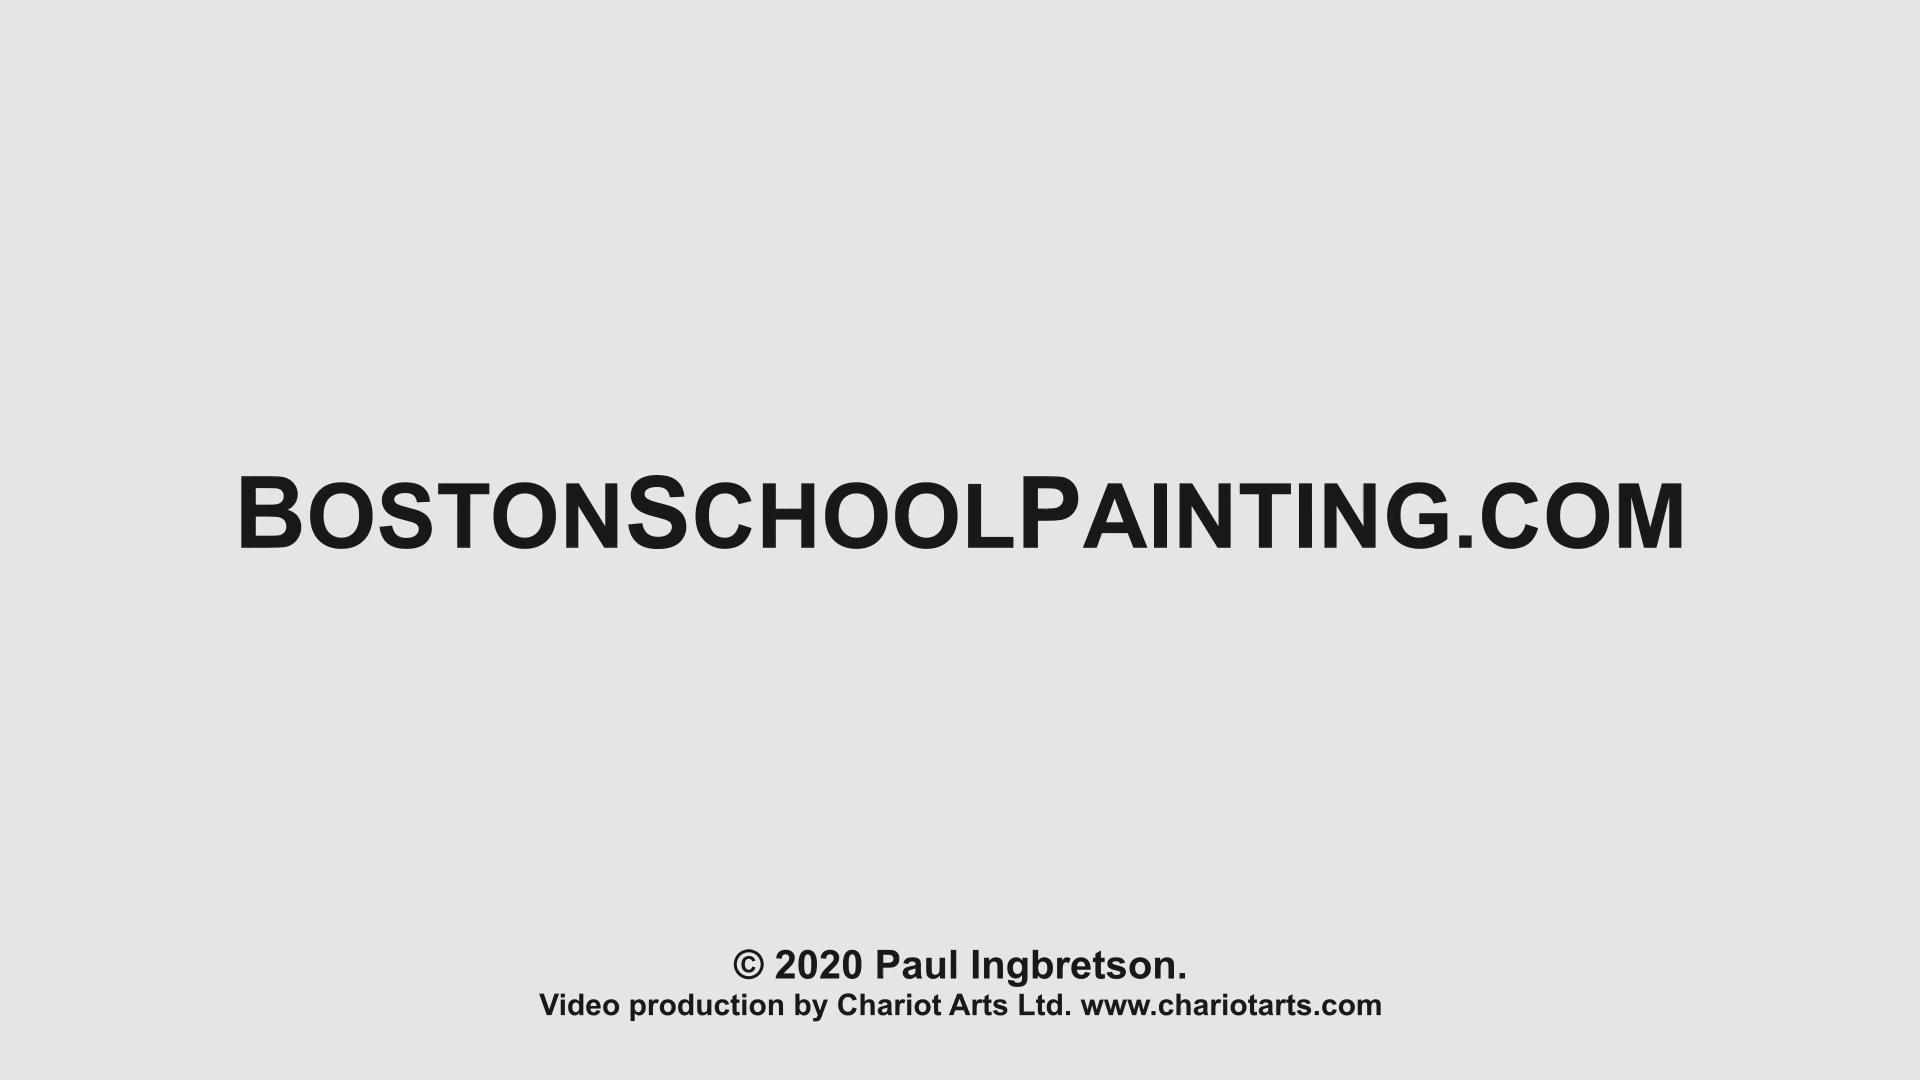 BOSTONSCHOOLPAINTING.COM
© 2020 Paul Ingbretson.
Video production by Chariot Arts Ltd. www.chariotarts.com